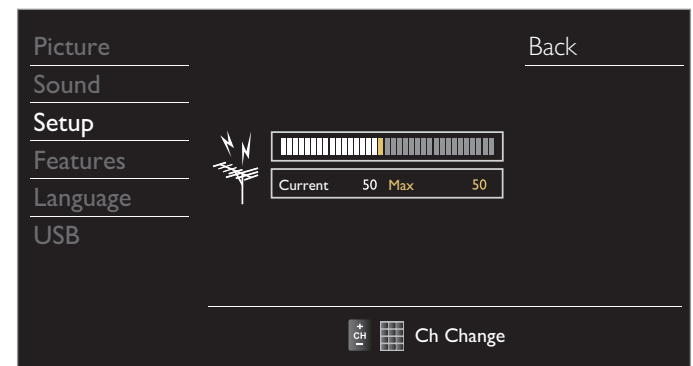 Picture
Back
Sound
Setup
Features
Language
USB
Current 50 Max 50
+
CH
−
Ch Change